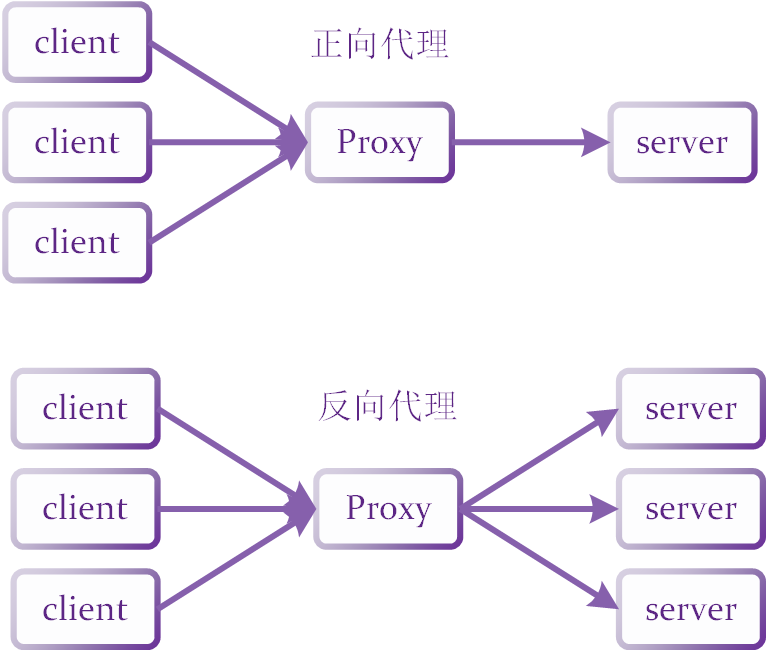 client
正向代理
client
Proxy
server
client
client
反向代理
server
client
Proxy
server
client
server